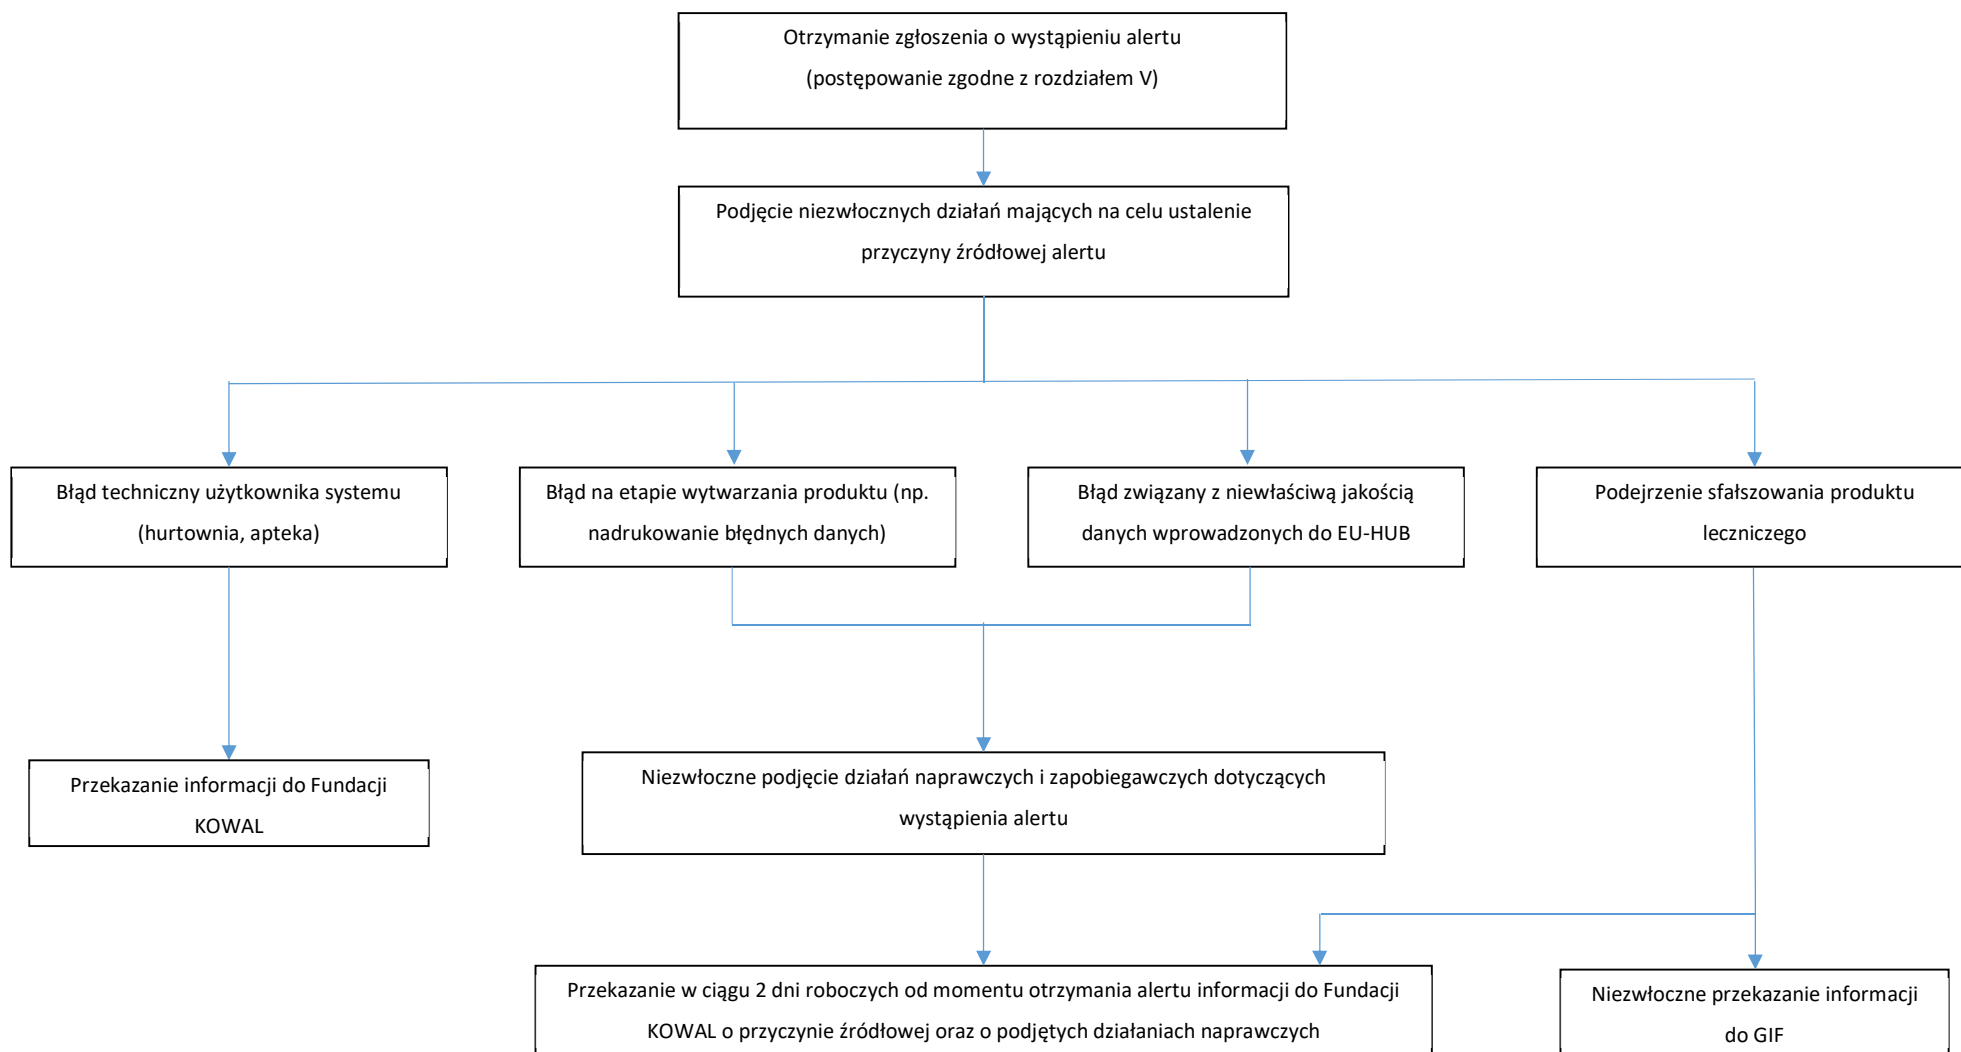 Otrzymanie zgłoszenia o wystąpieniu alertu
(postępowanie zgodne z rozdziałem V)
Podjęcie niezwłocznych działań mających na celu ustalenie
przyczyny źródłowej alertu
Błąd techniczny użytkownika systemu
(hurtownia, apteka)
Błąd na etapie wytwarzania produktu (np.
nadrukowanie błędnych danych)
Błąd związany z niewłaściwą jakością
danych wprowadzonych do EU-HUB
Podejrzenie sfałszowania produktu
leczniczego
Przekazanie informacji do Fundacji
KOWAL
Niezwłoczne podjęcie działań naprawczych i zapobiegawczych dotyczących
wystąpienia alertu
Przekazanie w ciągu 2 dni roboczych od momentu otrzymania alertu informacji do Fundacji
KOWAL o przyczynie źródłowej oraz o podjętych działaniach naprawczych
Niezwłoczne przekazanie informacji
do GIF